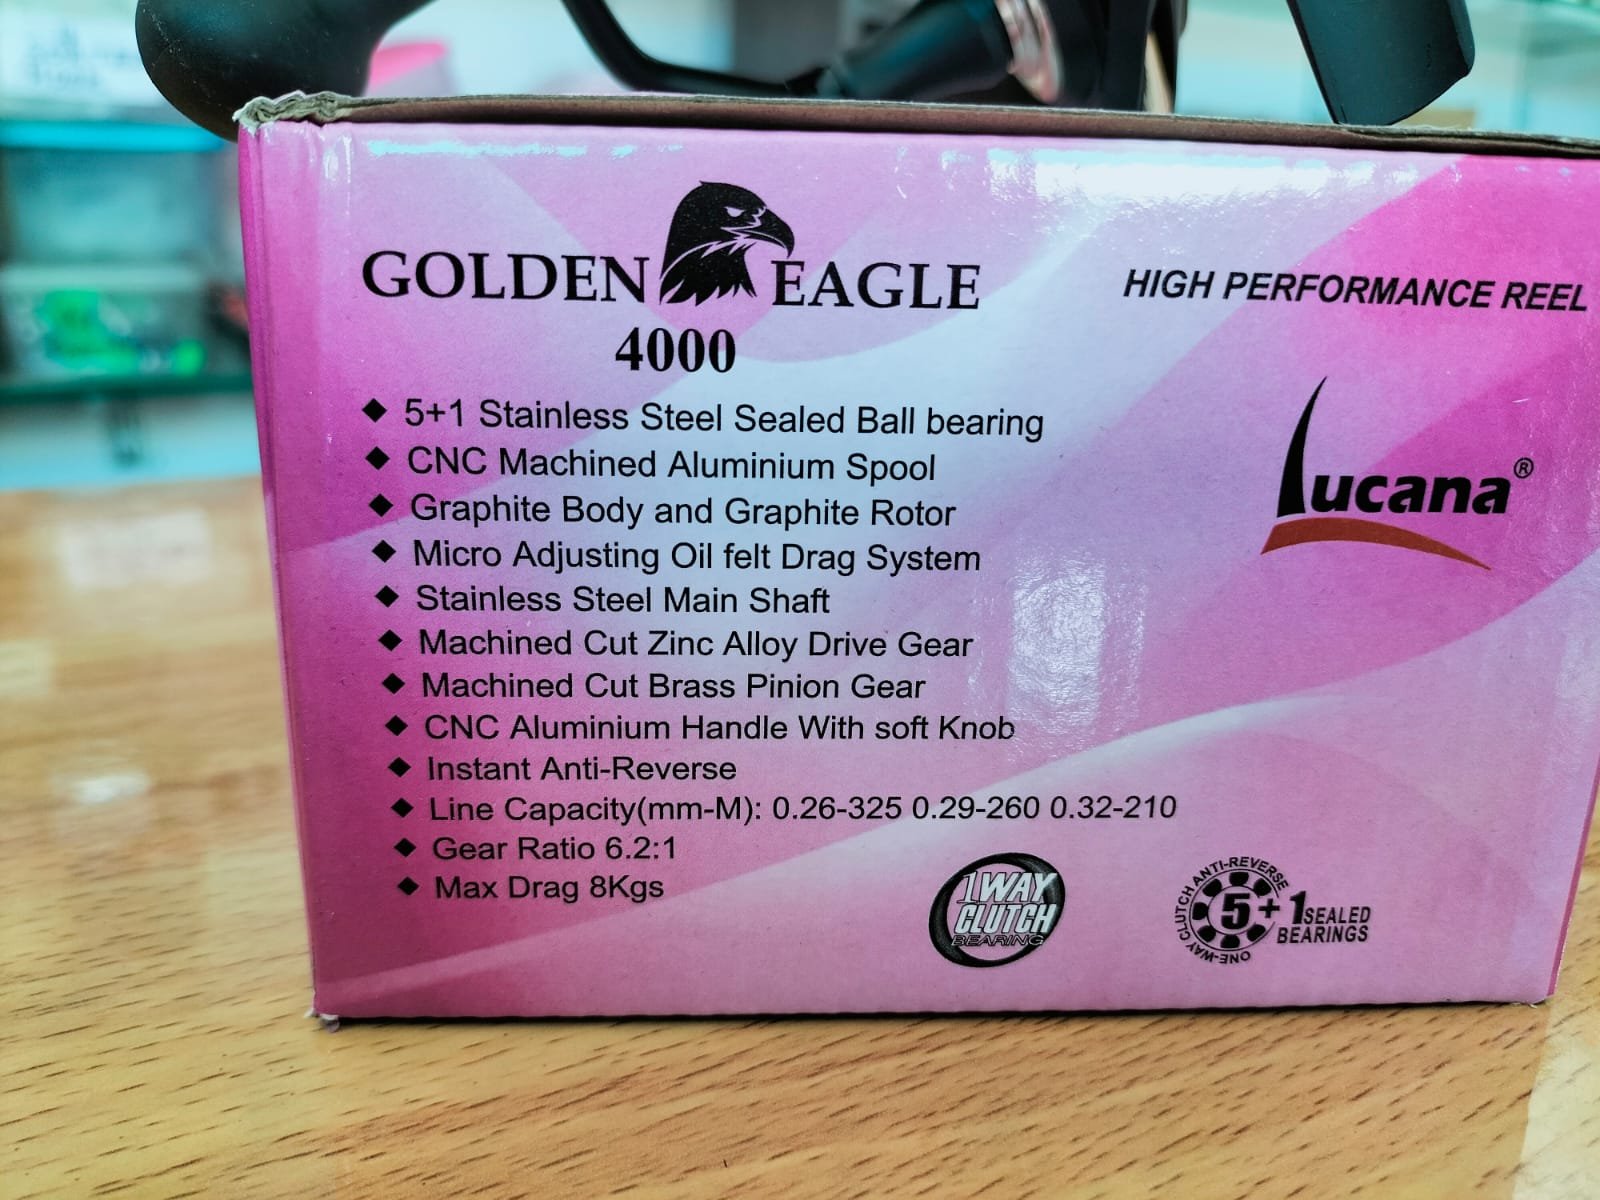 GOLDEN EAGLE
4000
HIGH PERFORMANCE REEL
◆ 5+1 Stainless Steel Sealed Ball bearing
◆ CNC Machined Aluminium Spool
◆ Graphite Body and Graphite Rotor
◆ Micro Adjusting Oil felt Drag System
◆ Stainless Steel Main Shaft
◆ Machined Cut Zinc Alloy Drive Gear
◆ Machined Cut Brass Pinion Gear
◆ CNC Aluminium Handle With soft Knob
◆ Instant Anti-Reverse
◆ Line Capacity(mm-M): 0.26-325 0.29-260 0.32-210
◆ Gear Ratio 6.2:1
◆ Max Drag 8Kgs
Lucana®
1WAY
CLUTCH
BEARING
ONE-WAY CLUTCH ANTI-REVERSE
5+1 SEALED
BEARINGS